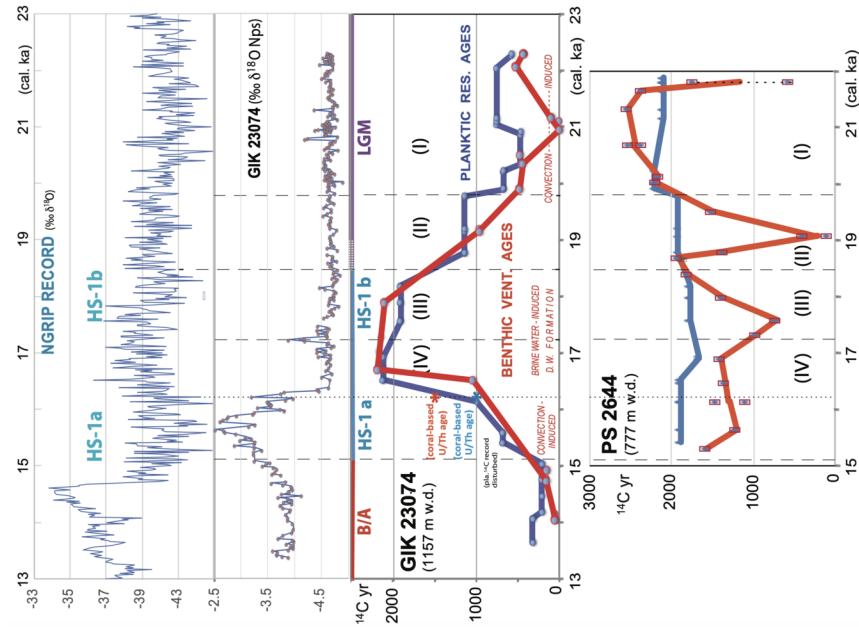 NGRIP RECORD (‰ δ18O)
HS-1a
HS-1b
-33
-35
-37
-39
-41
-43
13
15
17
19
21
(cal. ka)
23
GIK 23074 (‰ δ18O Nps)
-2.5
-3.5
-4.5
B/A
HS-1a
HS-1b
LGM
14C yr
2000
1000
0
GIK 23074
(1157 m w.d.)
(coral-based
U/Th age)
(coral-based
U/Th age)
(pla. 14C record
disturbed)
CONVECTION -
INDUCED
BENTHIC VENT. AGES
BRINE WATER - INDUCED
D.W. FORMATION
PLANKTIC RES. AGES
CONVECTION ----- INDUCED
(IV)
(III)
(II)
(I)
13
15
17
19
21
(cal. ka)
23
3000
14C yr
2000
1000
0
PS 2644
(777 m w.d.)
(IV)
(III)
(II)
(I)
15
17
19
21
(cal. ka)